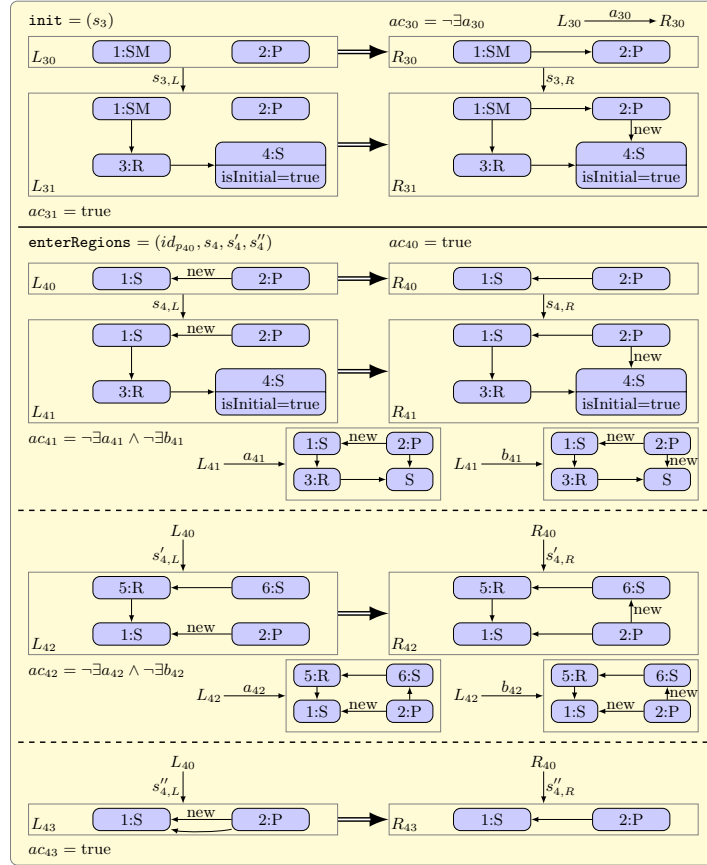 init = (s₃)
ac₃₀ = ¬∃a₃₀
L₃₀ a₃₀ R₃₀
L₃₀ 1:SM 2:P
R₃₀ 1:SM 2:P
s₃,L
s₃,R
L₃₁ 1:SM 2:P
3:R 4:S
isInitial=true
R₃₁ 1:SM 2:P
new
3:R 4:S
isInitial=true
ac₃₁ = true
enterRegions = (id_{p₄₀}, s₄, s′₄, s″₄)
ac₄₀ = true
L₄₀ 1:S new 2:P
R₄₀ 1:S 2:P
s₄,L
s₄,R
L₄₁ 1:S new 2:P
3:R 4:S
isInitial=true
R₄₁ 1:S 2:P
new
3:R 4:S
isInitial=true
ac₄₁ = ¬∃a₄₁ ∧ ¬∃b₄₁
L₄₁ a₄₁
1:S new 2:P
3:R S
L₄₁ b₄₁
1:S new 2:P
new
3:R S
L₄₀
s′₄,L
R₄₀
s′₄,R
L₄₂ 5:R 6:S
1:S new 2:P
R₄₂ 5:R 6:S
new
1:S 2:P
ac₄₂ = ¬∃a₄₂ ∧ ¬∃b₄₂
L₄₂ a₄₂
5:R 6:S
1:S new 2:P
L₄₂ b₄₂
5:R 6:S
new
1:S new 2:P
L₄₀
s″₄,L
R₄₀
s″₄,R
L₄₃ 1:S new 2:P
R₄₃ 1:S 2:P
ac₄₃ = true